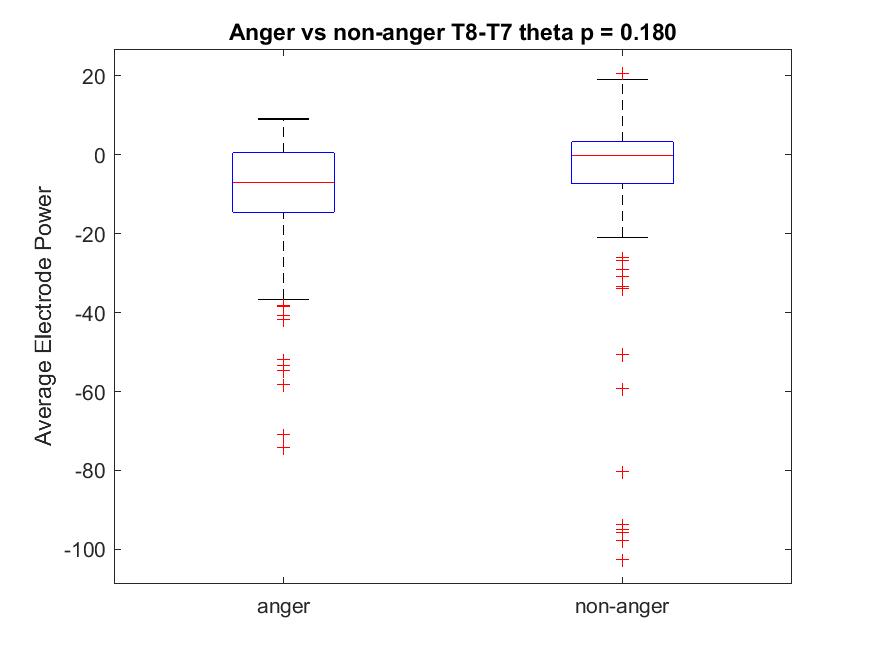 Anger vs non-anger T8-T7 theta p = 0.180
Average Electrode Power
20
0
-20
-40
-60
-80
-100
anger
non-anger